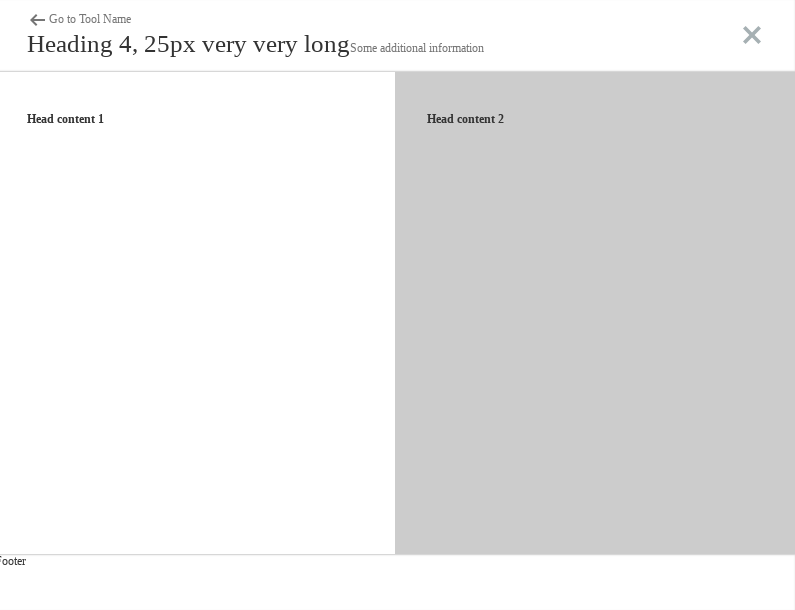 Go to Tool Name
Heading 4, 25px very very long Some additional information
Head content 1
Head content 2
Footer